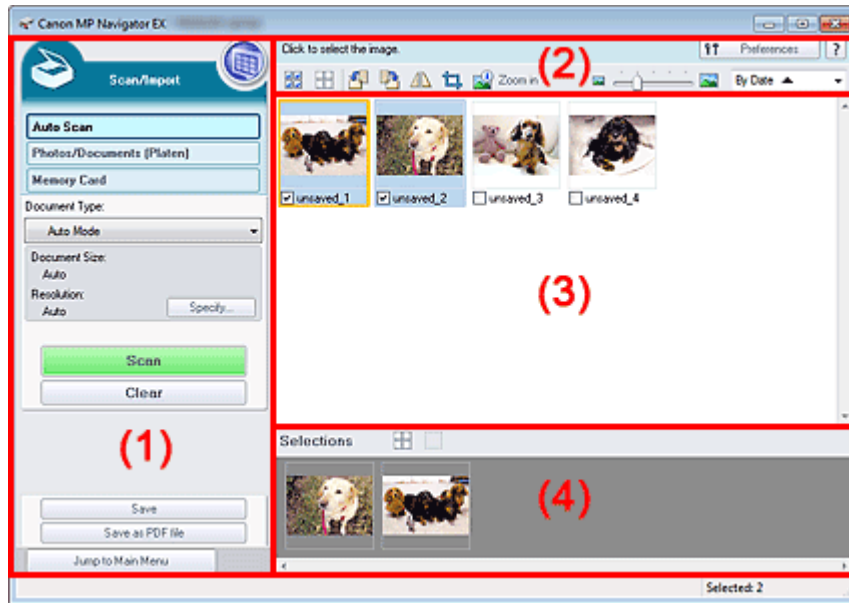 Canon MP Navigator EX
Click to select the image.
Preferences
?
Scan/Import
Zoom in
(2)
By Date
Auto Scan
Photos/Documents (Platen)
Memory Card
Document Type:
Auto Mode
Document Size:
Auto
Resolution:
Auto
Specify...
Scan
Clear
(1)
Save
Save as PDF file
Jump to Main Menu
unsaved_1
unsaved_2
unsaved_3
unsaved_4
(3)
Selections
(4)
Selected: 2